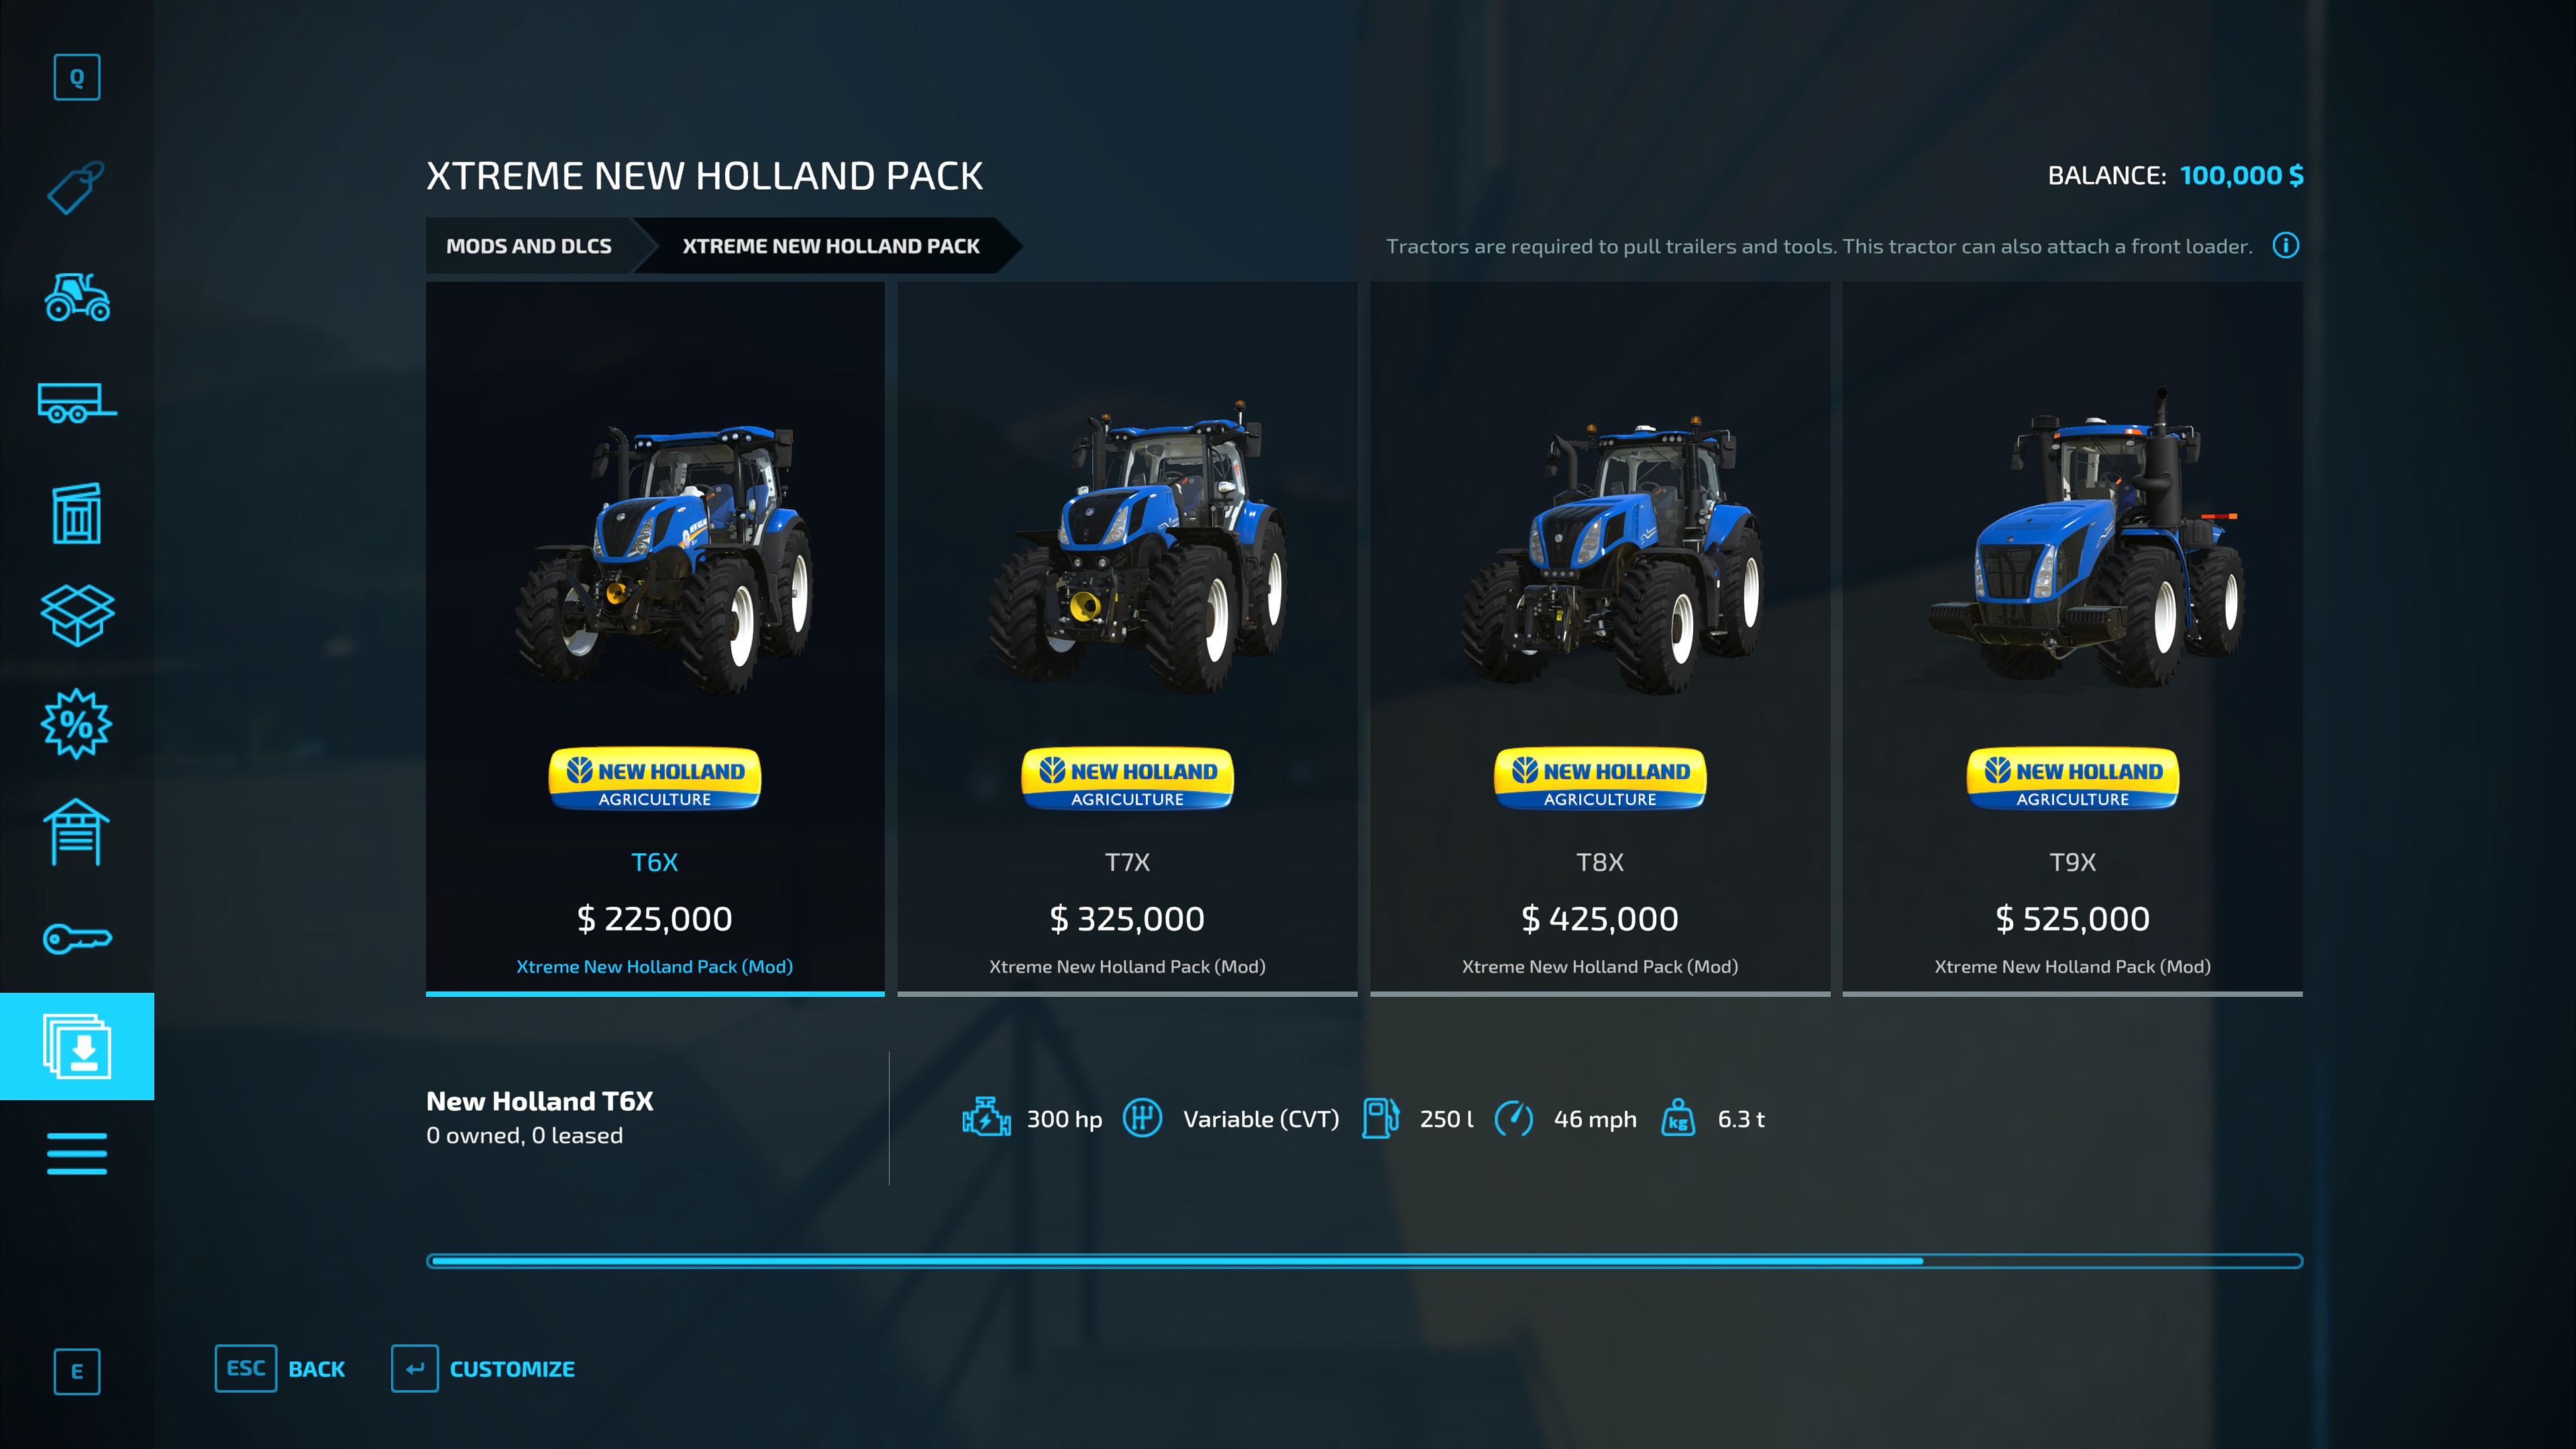 Q
XTREME NEW HOLLAND PACK
BALANCE: 100,000 $
MODS AND DLCS
XTREME NEW HOLLAND PACK
Tractors are required to pull trailers and tools. This tractor can also attach a front loader.
NEW HOLLAND
AGRICULTURE
T6X
$ 225,000
Xtreme New Holland Pack (Mod)
NEW HOLLAND
AGRICULTURE
T7X
$ 325,000
Xtreme New Holland Pack (Mod)
NEW HOLLAND
AGRICULTURE
T8X
$ 425,000
Xtreme New Holland Pack (Mod)
NEW HOLLAND
AGRICULTURE
T9X
$ 525,000
Xtreme New Holland Pack (Mod)
New Holland T6X
0 owned, 0 leased
300 hp
Variable (CVT)
250 l
46 mph
kg
6.3 t
E
ESC BACK
CUSTOMIZE